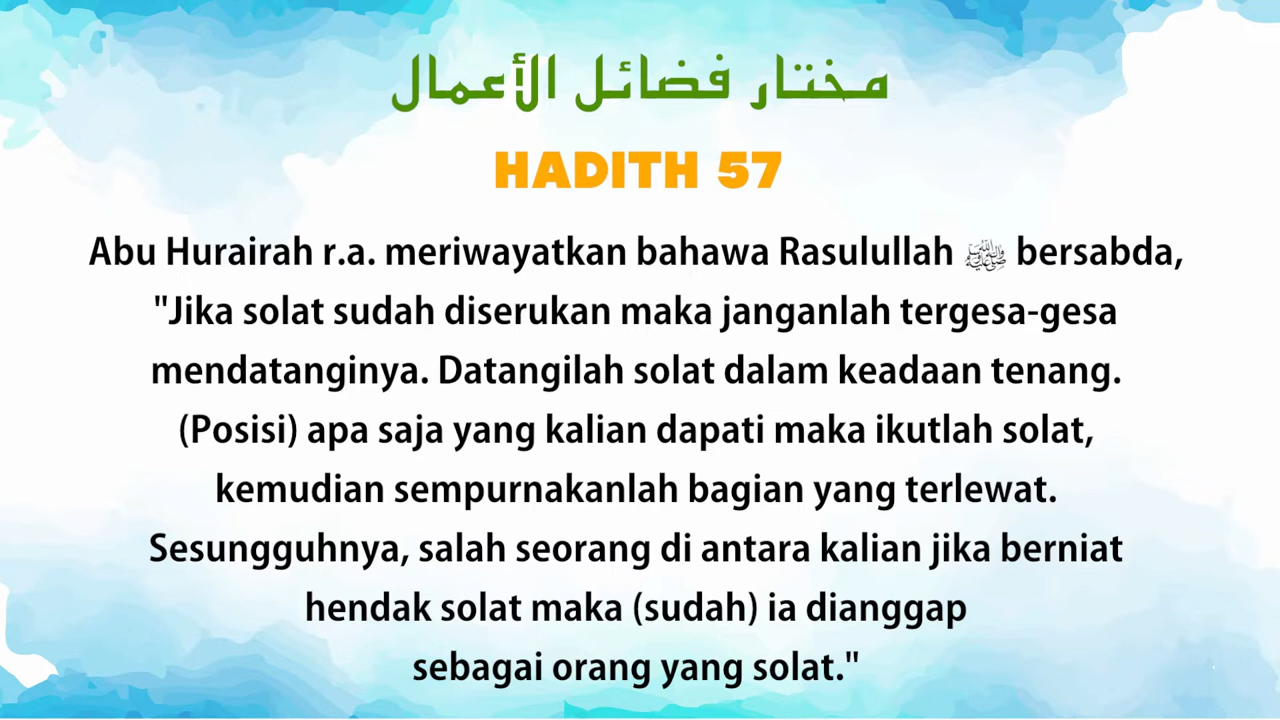 مختار فضائل الأعمال
HADITH 57
Abu Hurairah r.a. meriwayatkan bahawa Rasulullah ﷺ bersabda,
"Jika solat sudah diserukan maka janganlah tergesa-gesa
mendatanginya. Datangilah solat dalam keadaan tenang.
(Posisi) apa saja yang kalian dapati maka ikutlah solat,
kemudian sempurnakanlah bagian yang terlewat.
Sesungguhnya, salah seorang di antara kalian jika berniat
hendak solat maka (sudah) ia dianggap
sebagai orang yang solat."